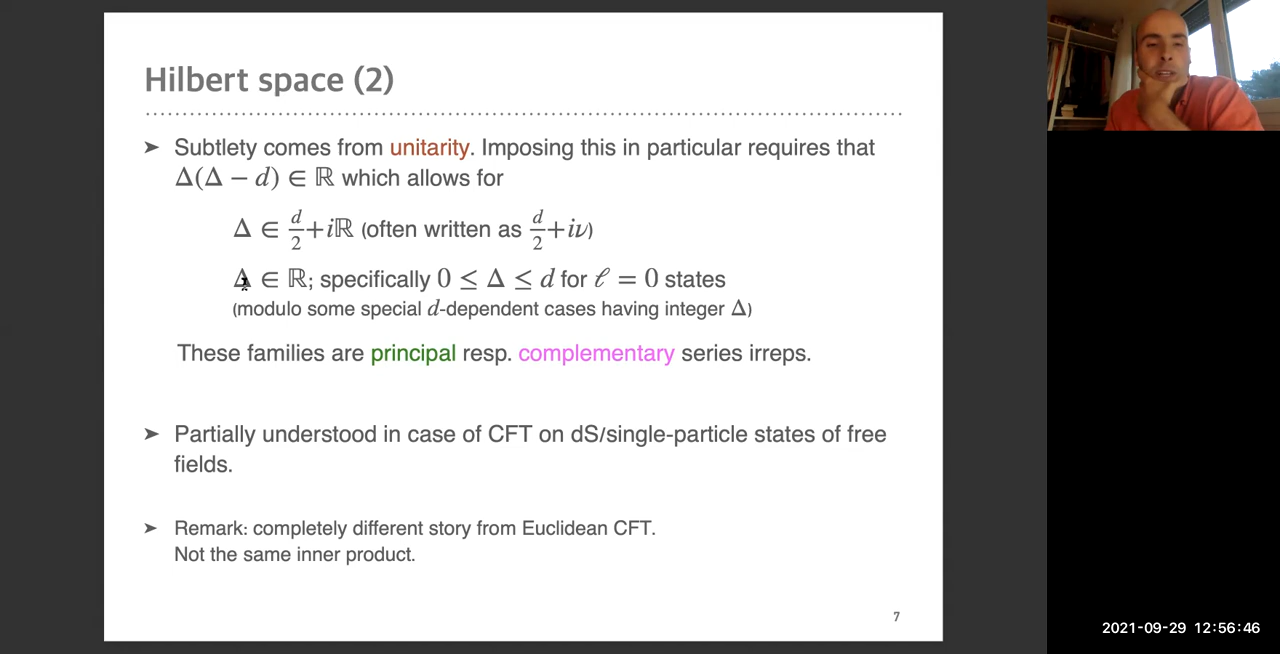 Hilbert space (2)
➤ Subtlety comes from unitarity. Imposing this in particular requires that
Δ(Δ − d) ∈ ℝ which allows for
Δ ∈ d/2+iℝ (often written as d/2+iν)
Δ ∈ ℝ; specifically 0 ≤ Δ ≤ d for ℓ = 0 states
(modulo some special d-dependent cases having integer Δ)
These families are principal resp. complementary series irreps.
➤ Partially understood in case of CFT on dS/single-particle states of free
fields.
➤ Remark: completely different story from Euclidean CFT.
Not the same inner product.
7
2021-09-29 12:56:46